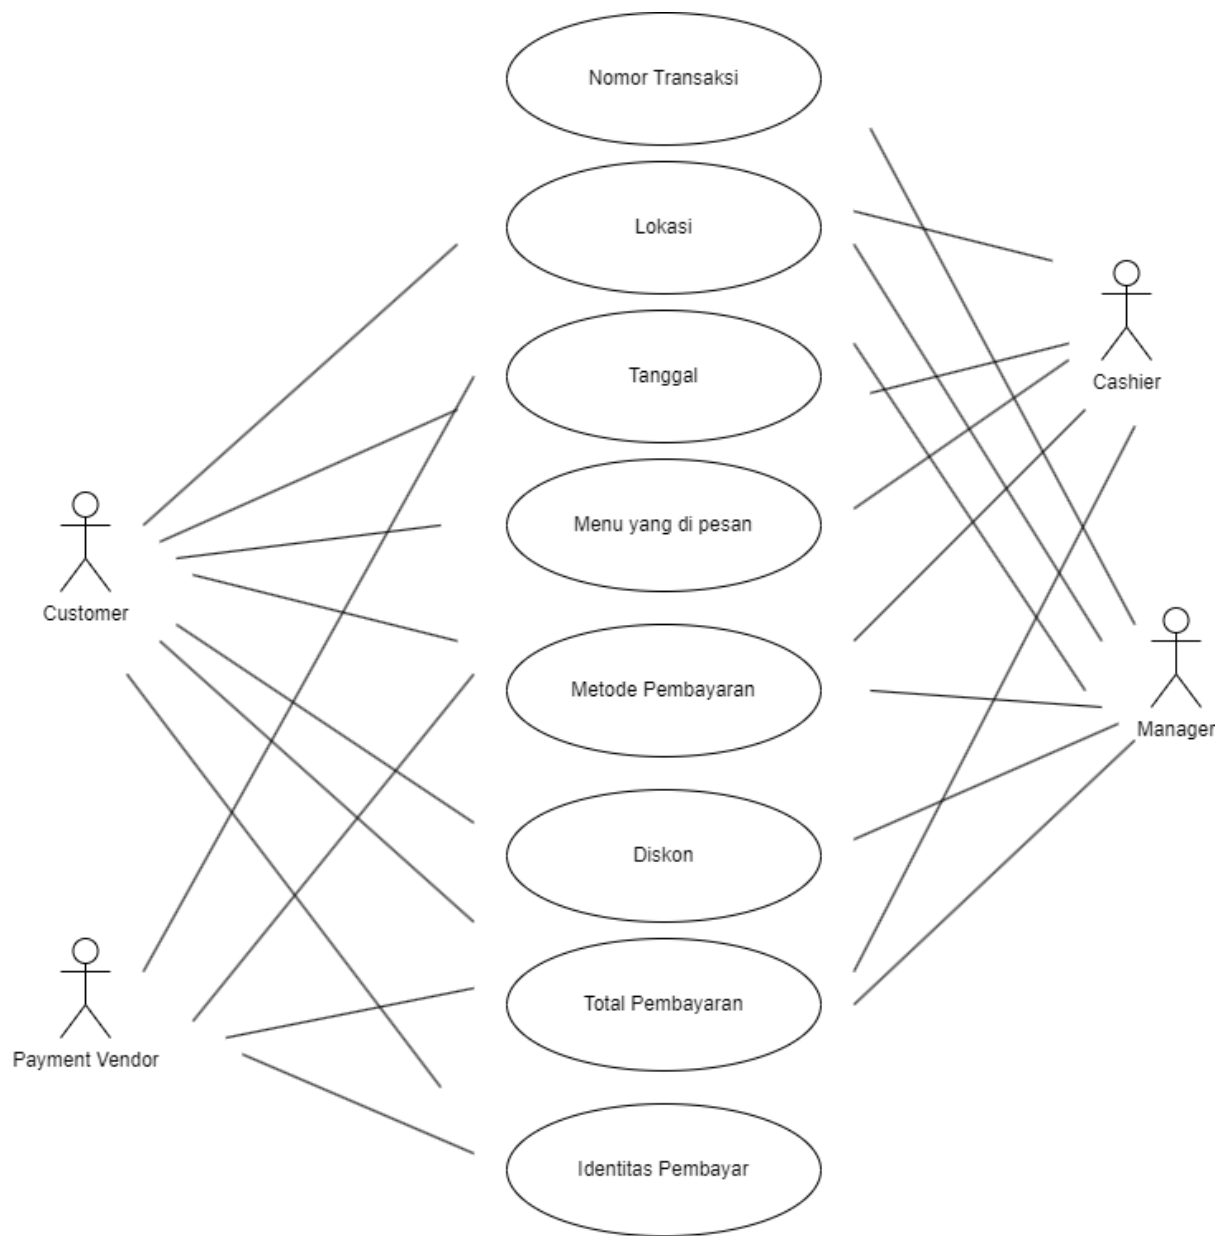 Nomor Transaksi
Lokasi
Tanggal
Cashier
Menu yang di pesan
Customer
Metode Pembayaran
Manager
Diskon
Total Pembayaran
Payment Vendor
Identitas Pembayar